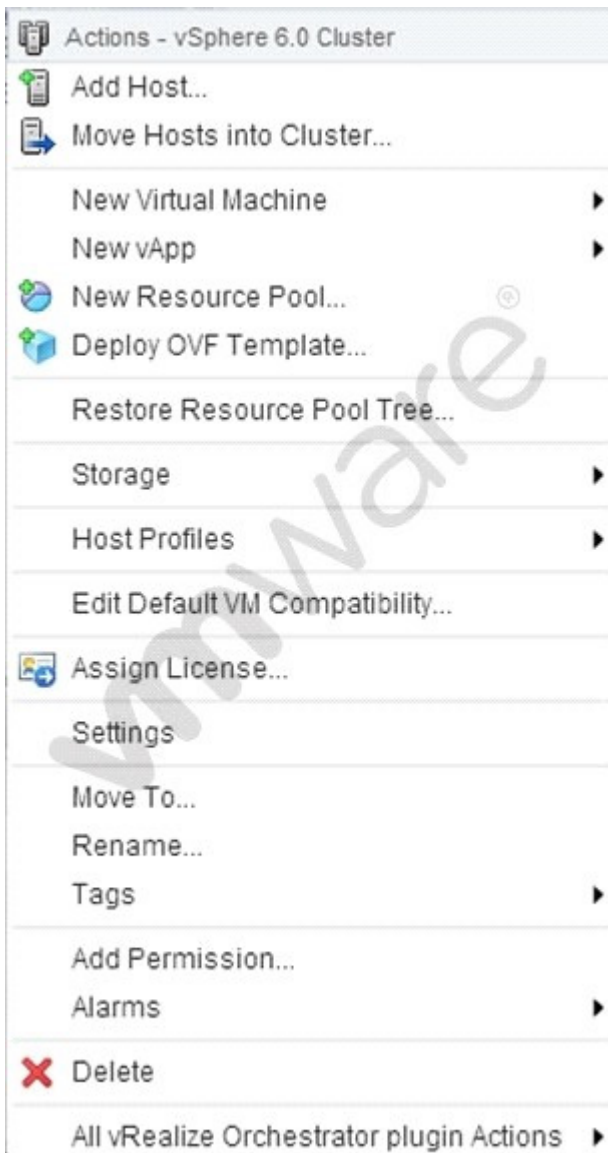 Actions - vSphere 6.0 Cluster
Add Host...
Move Hosts into Cluster...
New Virtual Machine
New vApp
New Resource Pool...
Deploy OVF Template...
Restore Resource Pool Tree...
Storage
Host Profiles
Edit Default VM Compatibility...
Assign License...
Settings
Move To...
Rename...
Tags
Add Permission...
Alarms
Delete
All vRealize Orchestrator plugin Actions
vmware®